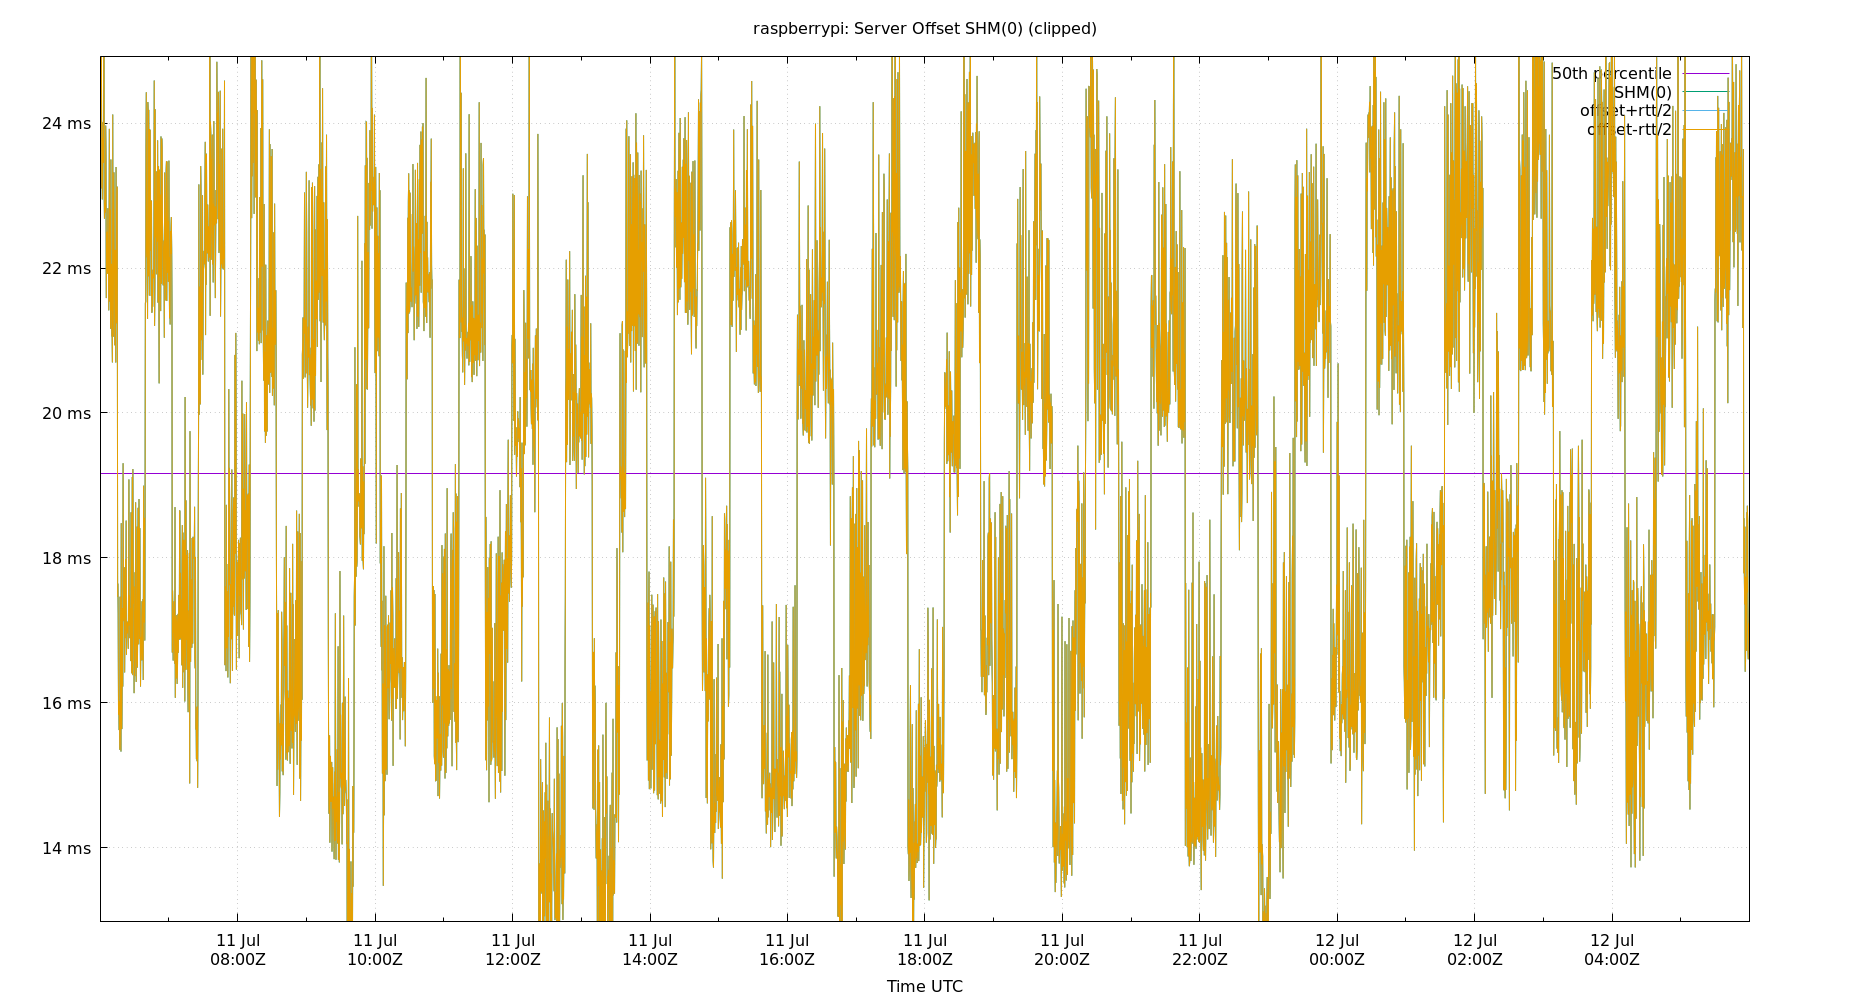 raspberrypi: Server Offset SHM(0) (clipped)
50th percentile
SHM(0)
offset+rtt/2
offset-rtt/2
24 ms
22 ms
20 ms
18 ms
16 ms
14 ms
11 Jul
08:00Z
11 Jul
10:00Z
11 Jul
12:00Z
11 Jul
14:00Z
11 Jul
16:00Z
11 Jul
18:00Z
11 Jul
20:00Z
11 Jul
22:00Z
12 Jul
00:00Z
12 Jul
02:00Z
12 Jul
04:00Z
Time UTC